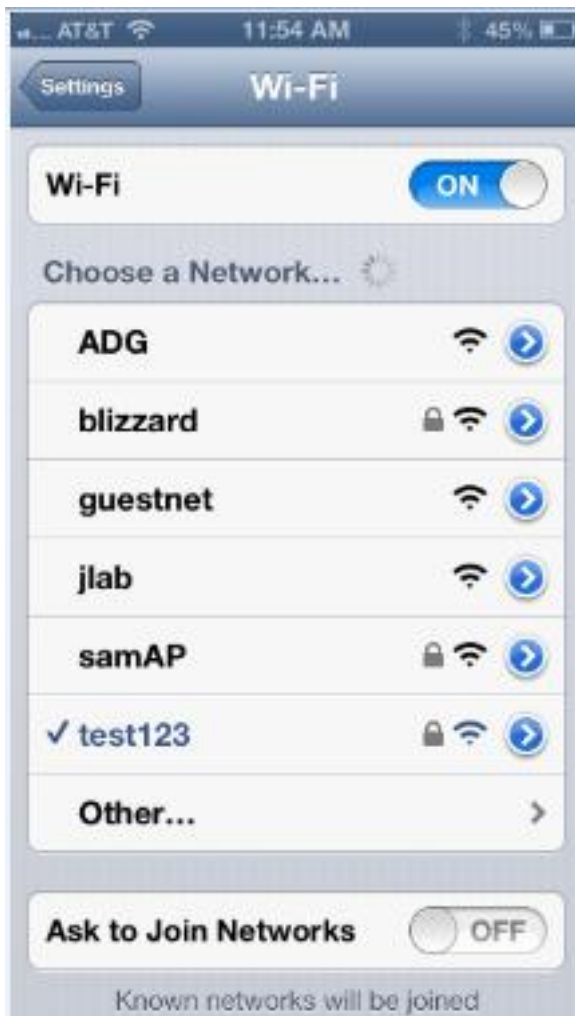 AT&T 11:54 AM 45%
Settings Wi-Fi
Wi-Fi ON
Choose a Network...
ADG
blizzard
guestnet
jlab
samAP
test123
Other...
Ask to Join Networks OFF
Known networks will be joined